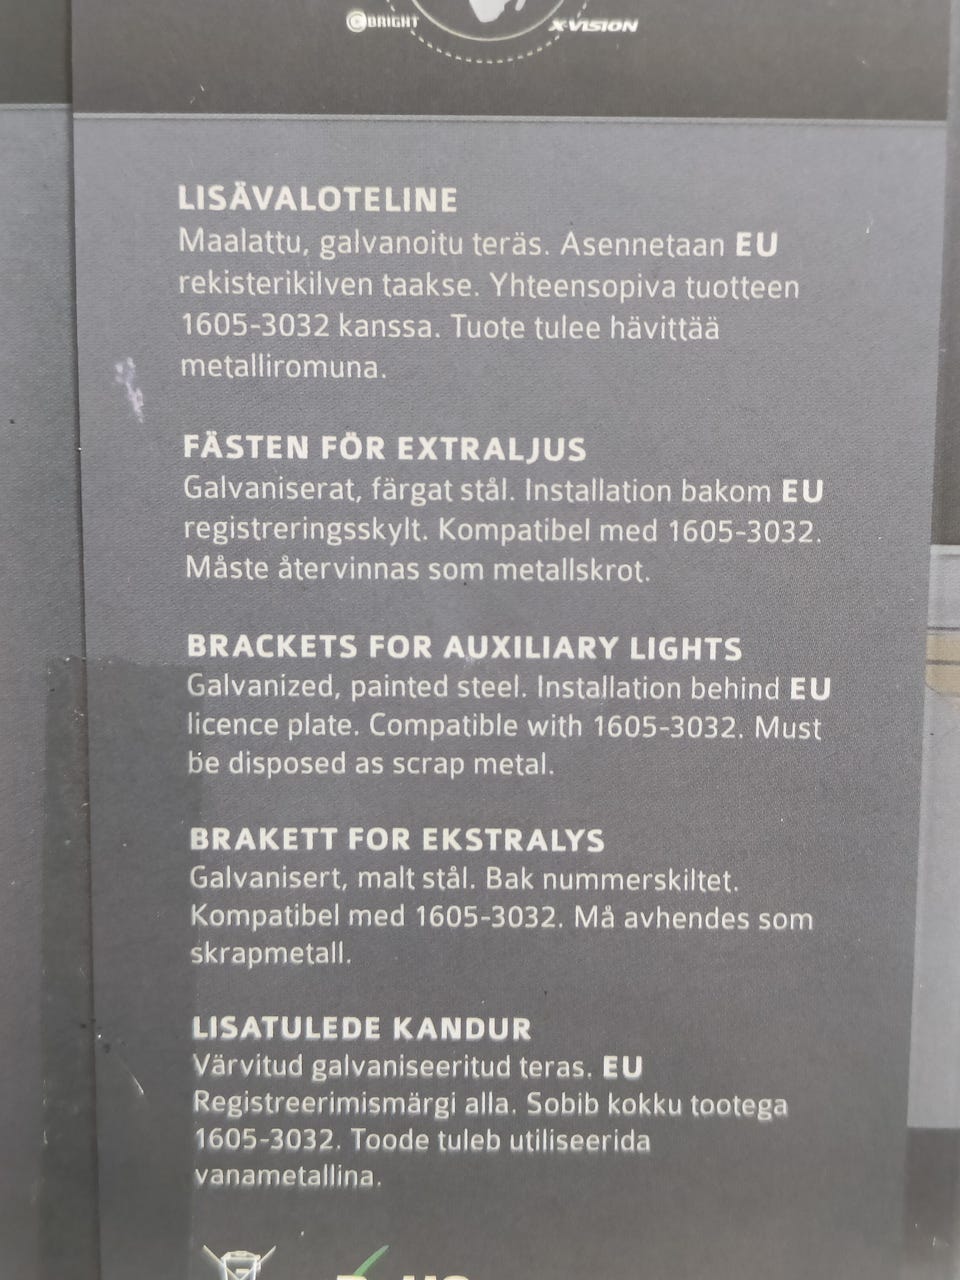 BRIGHT
X-VISION
LISÄVALOTELINE
Maalattu, galvanoitu teräs. Asennetaan EU
rekisterikilven taakse. Yhteensopiva tuotteen
1605-3032 kanssa. Tuote tulee hävittää
metalliromuna.
FÄSTEN FÖR EXTRALJUS
Galvaniserat, färgat stål. Installation bakom EU
registreringsskylt. Kompatibel med 1605-3032.
Måste återvinnas som metallskrot.
BRACKETS FOR AUXILIARY LIGHTS
Galvanized, painted steel. Installation behind EU
licence plate. Compatible with 1605-3032. Must
be disposed as scrap metal.
BRAKETT FOR EKSTRALYS
Galvanisert, malt stål. Bak nummerskiltet.
Kompatibel med 1605-3032. Må avhendes som
skrapmetall.
LISATULEDE KANDUR
Värvitud galvaniseeritud teras. EU
Registreerimismärgi alla. Sobib kokku tootega
1605-3032. Toode tuleb utiliseerida
vanametallina.